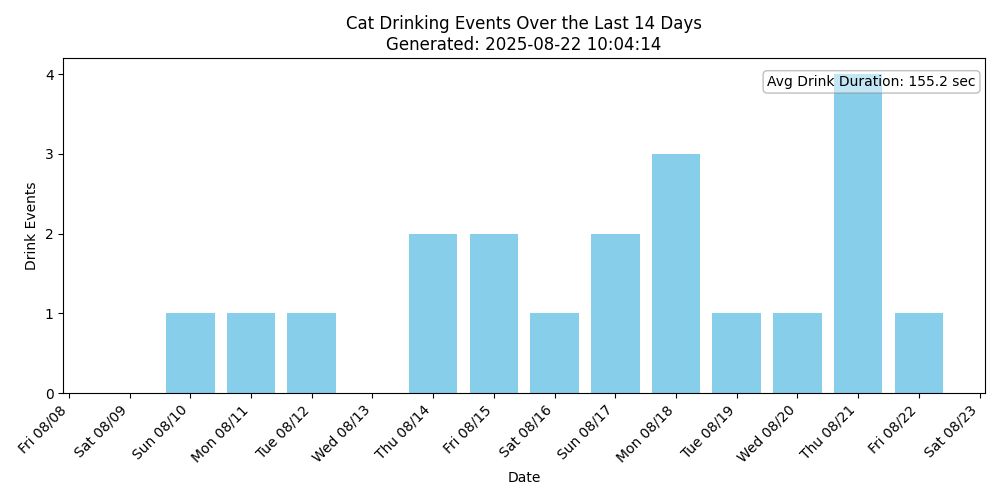 Cat Drinking Events Over the Last 14 Days
Generated: 2025-08-22 10:04:14
Avg Drink Duration: 155.2 sec
Drink Events
4
3
2
1
0
Fri 08/08
Sat 08/09
Sun 08/10
Mon 08/11
Tue 08/12
Wed 08/13
Thu 08/14
Fri 08/15
Sat 08/16
Sun 08/17
Mon 08/18
Tue 08/19
Wed 08/20
Thu 08/21
Fri 08/22
Sat 08/23
Date